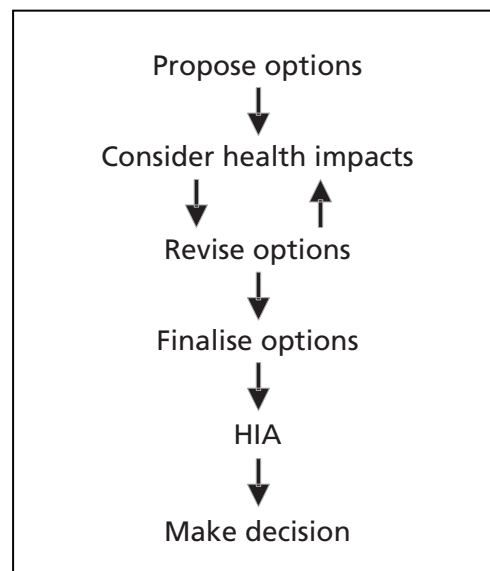 Propose options
Consider health impacts
Revise options
Finalise options
HIA
Make decision